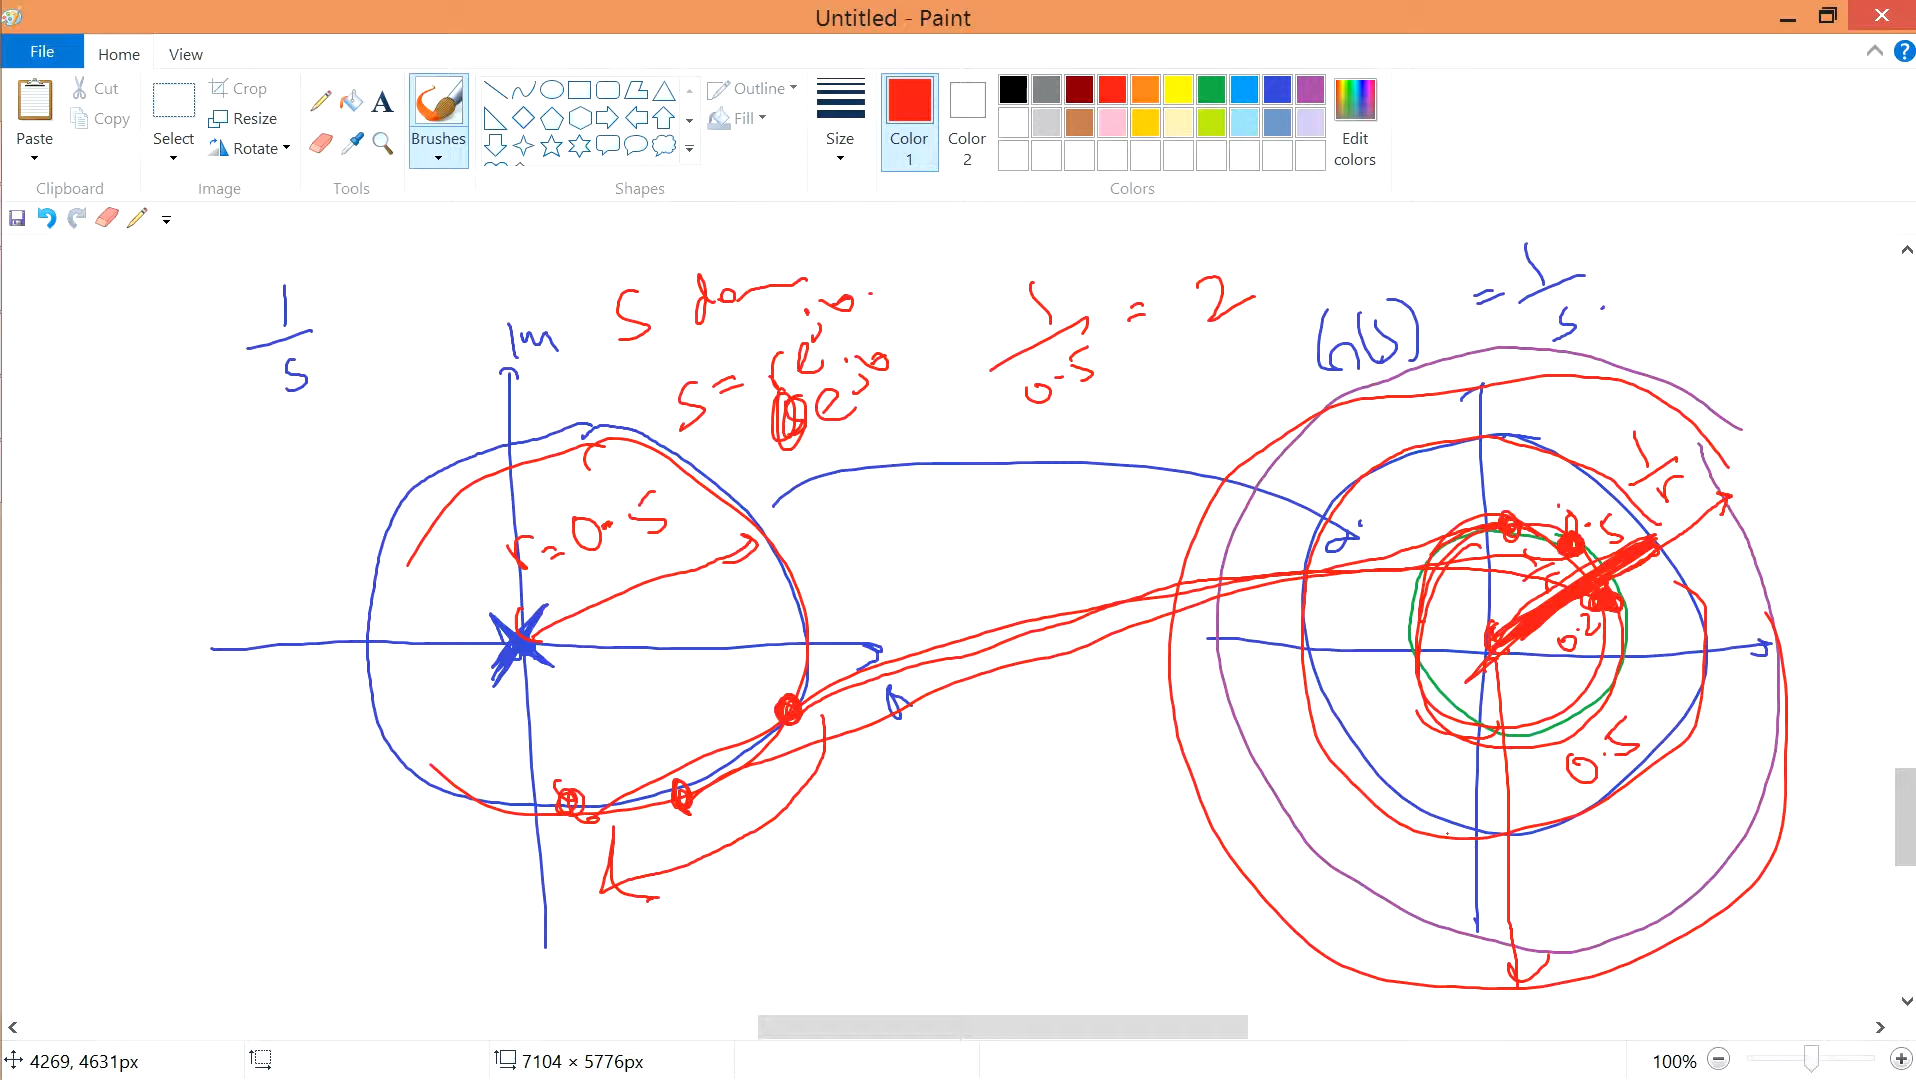 Untitled - Paint
File
Home
View
Paste
Cut
Copy
Clipboard
Select
Crop
Resize
Rotate
Image
Tools
Brushes
Shapes
Outline
Fill
Size
Color 1
Color 2
Edit colors
Colors
1
s
Im
S
s = r e
r = 0.5
1
0.5
= 2
= 1
s
1
r
0.5
4269, 4631px
7104 × 5776px
100%